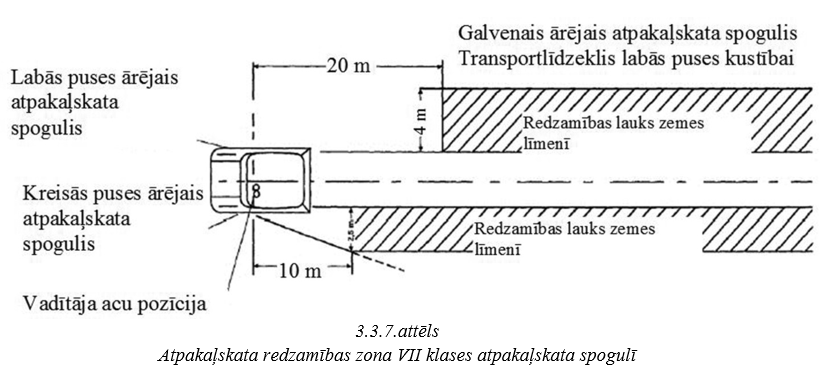 Galvenais ārējais atpakaļskata spogulis
Transportlīdzeklis labās puses kustībai
20 m
Labās puses ārējais
atpakaļskata
spogulis
4 m
Redzamības lauks zemes
līmenī
Kreisās puses ārējais
atpakaļskata
spogulis
2,5 m
Redzamības lauks zemes
līmenī
10 m
Vadītāja acu pozīcija
3.3.7.attēls
Atpakaļskata redzamības zona VII klases atpakaļskata spogulī